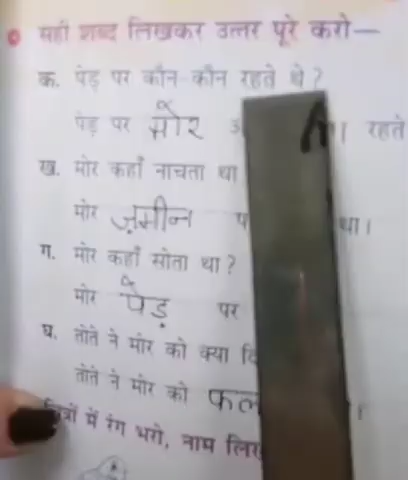 सही शब्द लिखकर उत्तर पूरे करो—
क. पेड़ पर कौन-कौन रहते थे?
पेड़ पर मोर रहते
ख. मोर कहाँ नाचता था
मोर ज़मीन था।
ग. मोर कहाँ सोता था?
मोर पेड़ पर
घ. तोते ने मोर को क्या
तोते ने मोर को फल
में रंग भरो, नाम